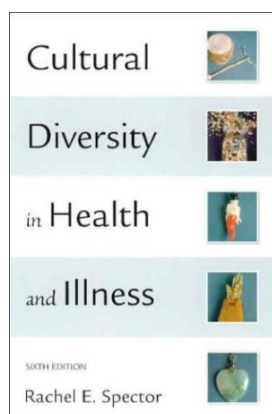 Cultural
Diversity
in Health
and Illness
SIXTH EDITION
Rachel E. Spector